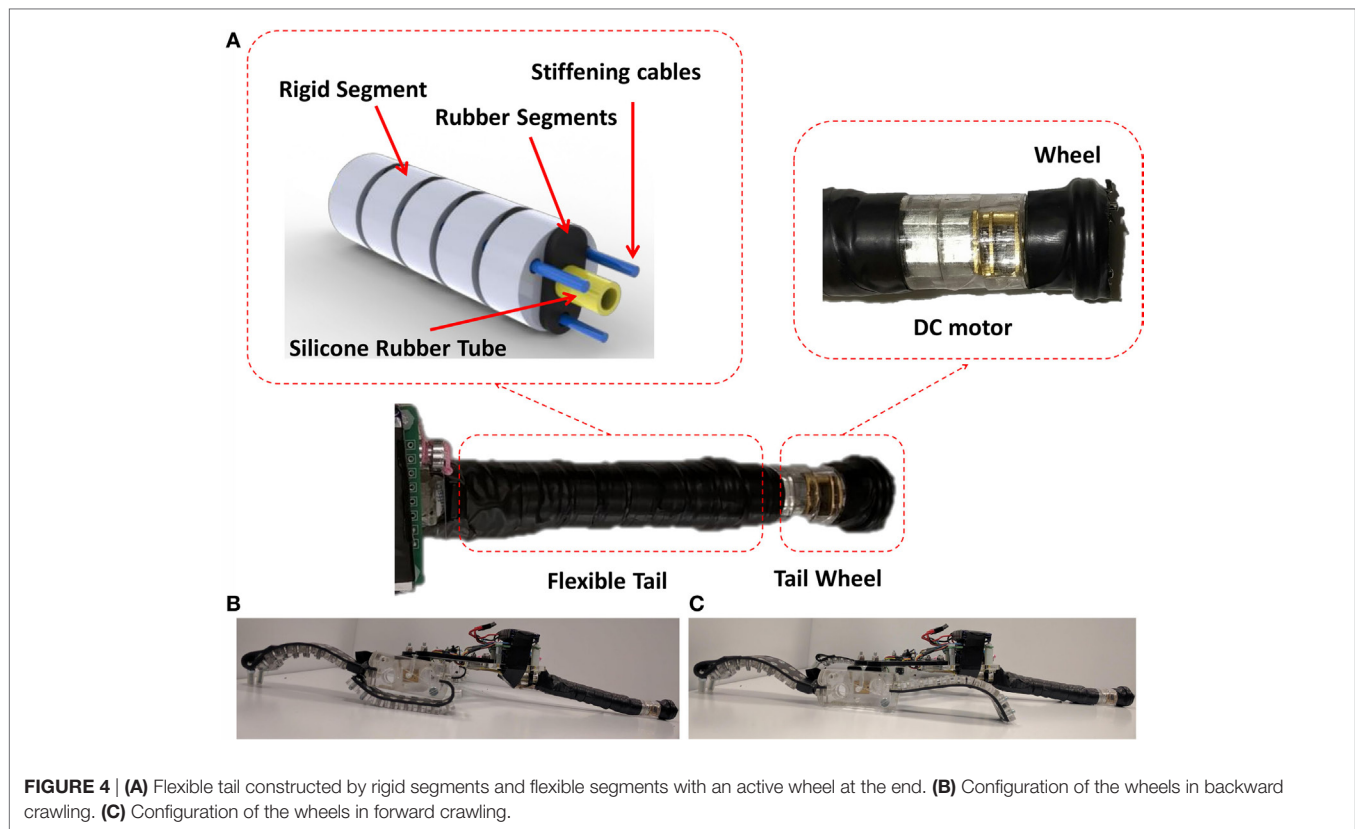 A
Stiffening cables
Rigid Segment
Rubber Segments
Silicone Rubber Tube
Wheel
DC motor
Flexible Tail
Tail Wheel
B
C
FIGURE 4 | (A) Flexible tail constructed by rigid segments and flexible segments with an active wheel at the end. (B) Configuration of the wheels in backward
crawling. (C) Configuration of the wheels in forward crawling.